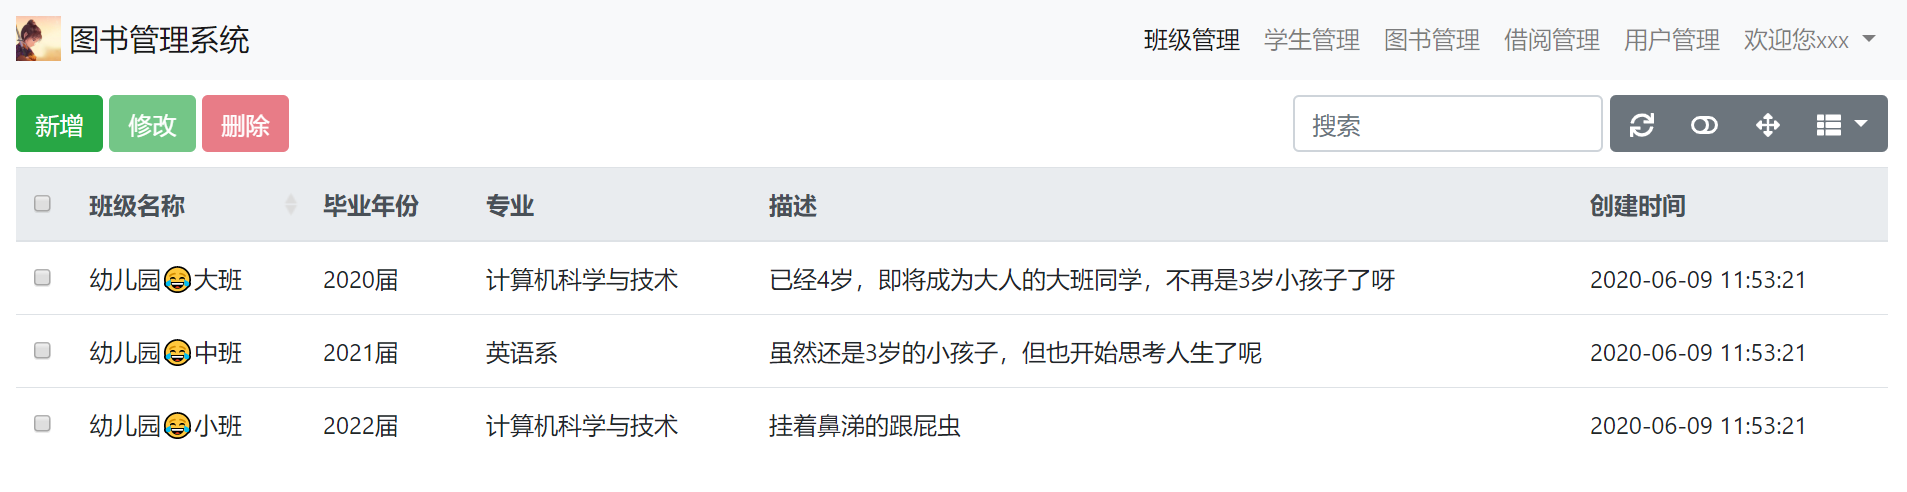 图书管理系统 班级管理 学生管理 图书管理 借阅管理 用户管理 欢迎您xxx
新增 修改 删除 搜索
班级名称 毕业年份 专业 描述 创建时间
幼儿园😂大班 2020届 计算机科学与技术 已经4岁，即将成为大人的大班同学，不再是3岁小孩子了呀 2020-06-09 11:53:21
幼儿园😂中班 2021届 英语系 虽然还是3岁的小孩子，但也开始思考人生了呢 2020-06-09 11:53:21
幼儿园😂小班 2022届 计算机科学与技术 挂着鼻涕的跟屁虫 2020-06-09 11:53:21